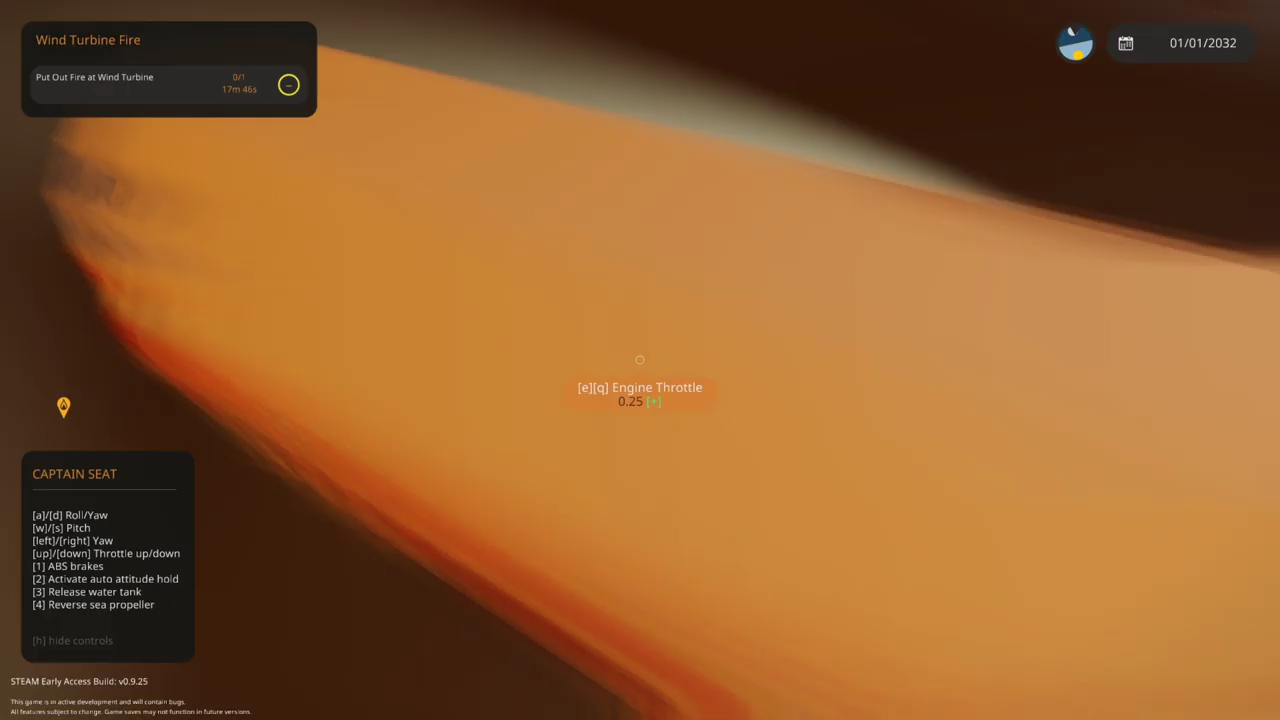 Wind Turbine Fire
Put Out Fire at Wind Turbine
0/1
17m 46s
01/01/2032
[e][q] Engine Throttle
0.25 [+]
CAPTAIN SEAT
[a]/[d] Roll/Yaw
[w]/[s] Pitch
[left]/[right] Yaw
[up]/[down] Throttle up/down
[1] ABS brakes
[2] Activate auto attitude hold
[3] Release water tank
[4] Reverse sea propeller
[h] hide controls
STEAM Early Access Build: v0.9.25
This game is in active development and will contain bugs.
All features subject to change. Game saves may not function in future versions.